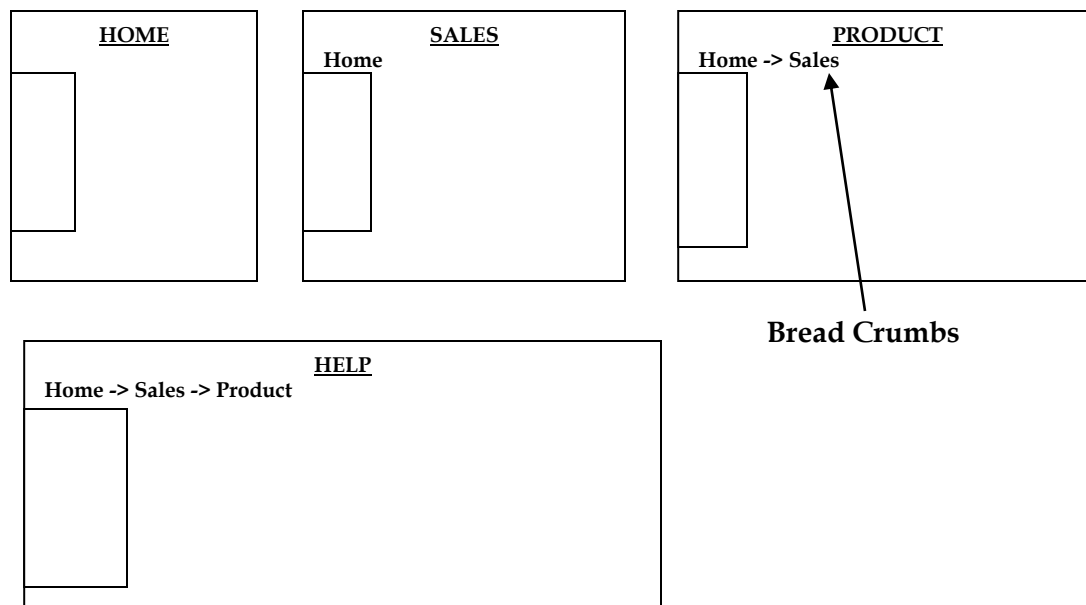 HOME
Home
SALES
Home -> Sales
PRODUCT
Bread Crumbs
HELP
Home -> Sales -> Product